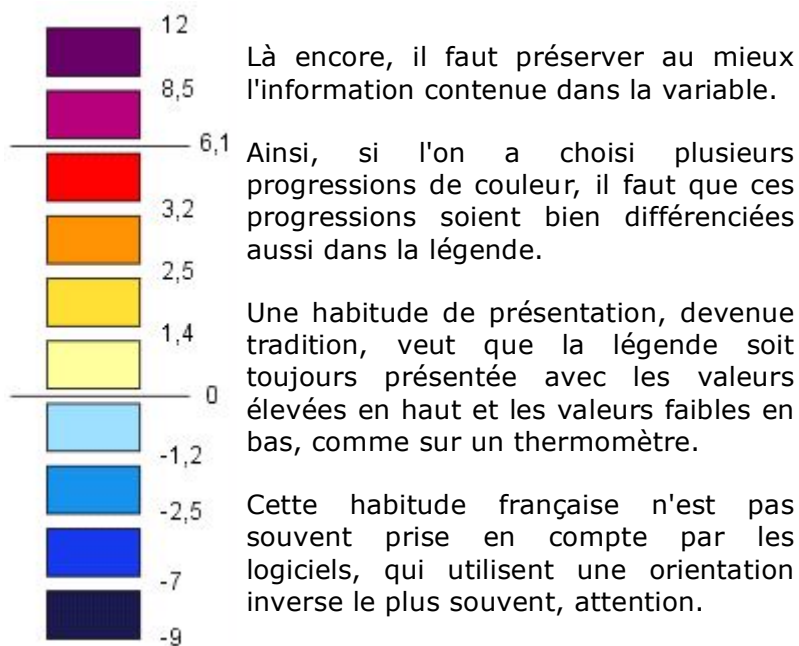 12
8,5
6,1
3,2
2,5
1,4
0
-1,2
-2,5
-7
-9
Là encore, il faut préserver au mieux
l'information contenue dans la variable.
Ainsi, si l'on a choisi plusieurs
progressions de couleur, il faut que ces
progressions soient bien différenciées
aussi dans la légende.
Une habitude de présentation, devenue
tradition, veut que la légende soit
toujours présentée avec les valeurs
élevées en haut et les valeurs faibles en
bas, comme sur un thermomètre.
Cette habitude française n'est pas
souvent prise en compte par les
logiciels, qui utilisent une orientation
inverse le plus souvent, attention.